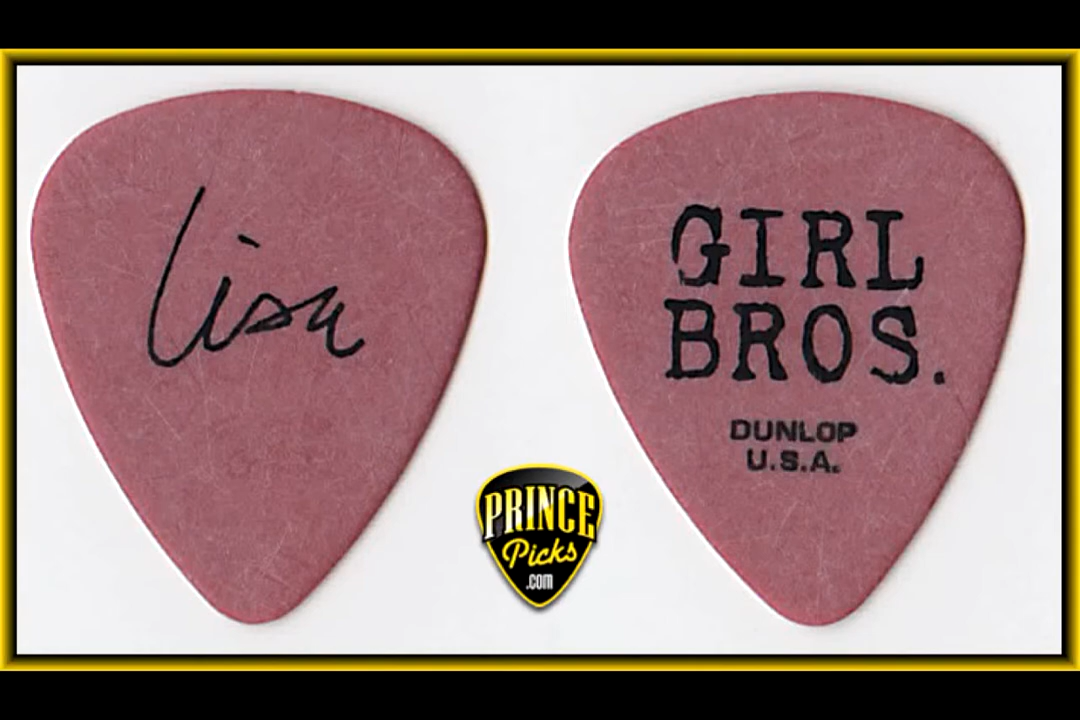 Lisa
GIRL
BROS.
DUNLOP
U.S.A.
PRINCE
Picks
.com